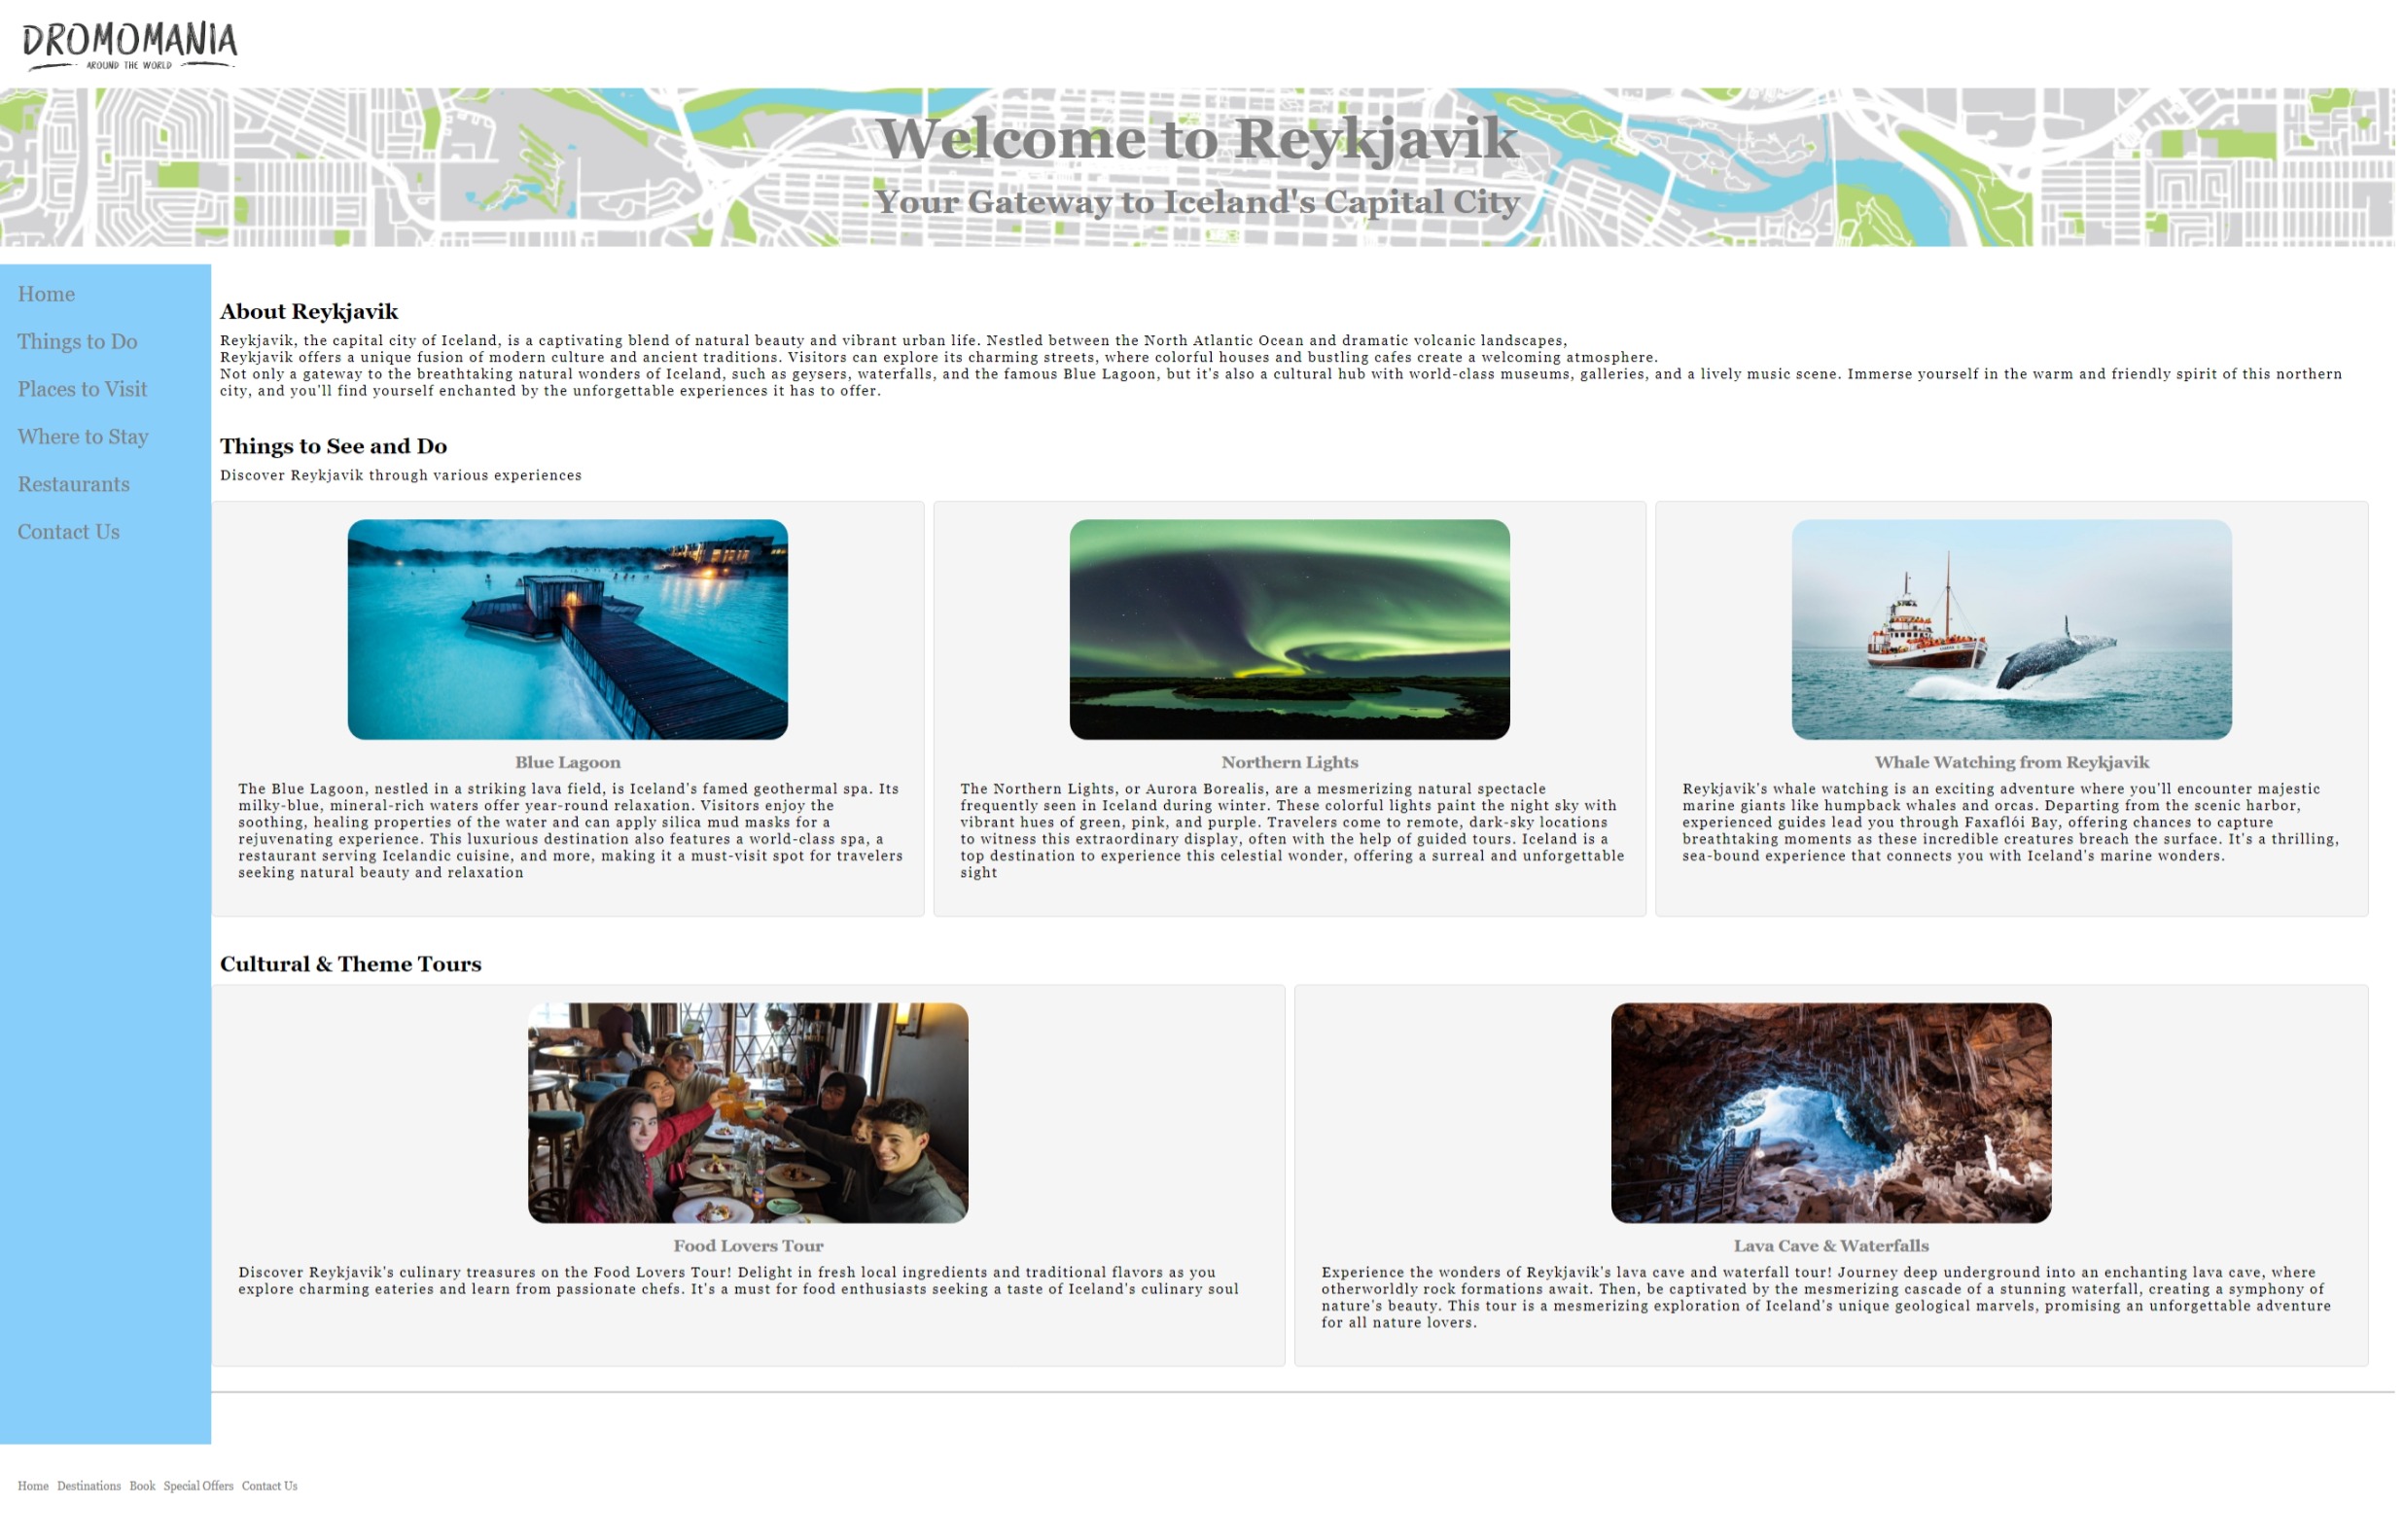 DROMOMANIA
AROUND THE WORLD
Welcome to Reykjavik
Your Gateway to Iceland's Capital City
Home
Things to Do
Places to Visit
Where to Stay
Restaurants
Contact Us
About Reykjavik
Reykjavik, the capital city of Iceland, is a captivating blend of natural beauty and vibrant urban life. Nestled between the North Atlantic Ocean and dramatic volcanic landscapes,
Reykjavik offers a unique fusion of modern culture and ancient traditions. Visitors can explore its charming streets, where colorful houses and bustling cafes create a welcoming atmosphere.
Not only a gateway to the breathtaking natural wonders of Iceland, such as geysers, waterfalls, and the famous Blue Lagoon, but it's also a cultural hub with world-class museums, galleries, and a lively music scene. Immerse yourself in the warm and friendly spirit of this northern
city, and you'll find yourself enchanted by the unforgettable experiences it has to offer.
Things to See and Do
Discover Reykjavik through various experiences
Blue Lagoon
The Blue Lagoon, nestled in a striking lava field, is Iceland's famed geothermal spa. Its
milky-blue, mineral-rich waters offer year-round relaxation. Visitors enjoy the
soothing, healing properties of the water and can apply silica mud masks for a
rejuvenating experience. This luxurious destination also features a world-class spa, a
restaurant serving Icelandic cuisine, and more, making it a must-visit spot for travelers
seeking natural beauty and relaxation
Northern Lights
The Northern Lights, or Aurora Borealis, are a mesmerizing natural spectacle
frequently seen in Iceland during winter. These colorful lights paint the night sky with
vibrant hues of green, pink, and purple. Travelers come to remote, dark-sky locations
to witness this extraordinary display, often with the help of guided tours. Iceland is a
top destination to experience this celestial wonder, offering a surreal and unforgettable
sight
Whale Watching from Reykjavik
Reykjavik's whale watching is an exciting adventure where you'll encounter majestic
marine giants like humpback whales and orcas. Departing from the scenic harbor,
experienced guides lead you through Faxaflói Bay, offering chances to capture
breathtaking moments as these incredible creatures breach the surface. It's a thrilling,
sea-bound experience that connects you with Iceland's marine wonders.
Cultural & Theme Tours
Food Lovers Tour
Discover Reykjavik's culinary treasures on the Food Lovers Tour! Delight in fresh local ingredients and traditional flavors as you
explore charming eateries and learn from passionate chefs. It's a must for food enthusiasts seeking a taste of Iceland's culinary soul
Lava Cave & Waterfalls
Experience the wonders of Reykjavik's lava cave and waterfall tour! Journey deep underground into an enchanting lava cave, where
otherworldly rock formations await. Then, be captivated by the mesmerizing cascade of a stunning waterfall, creating a symphony of
nature's beauty. This tour is a mesmerizing exploration of Iceland's unique geological marvels, promising an unforgettable adventure
for all nature lovers.
Home Destinations Book Special Offers Contact Us